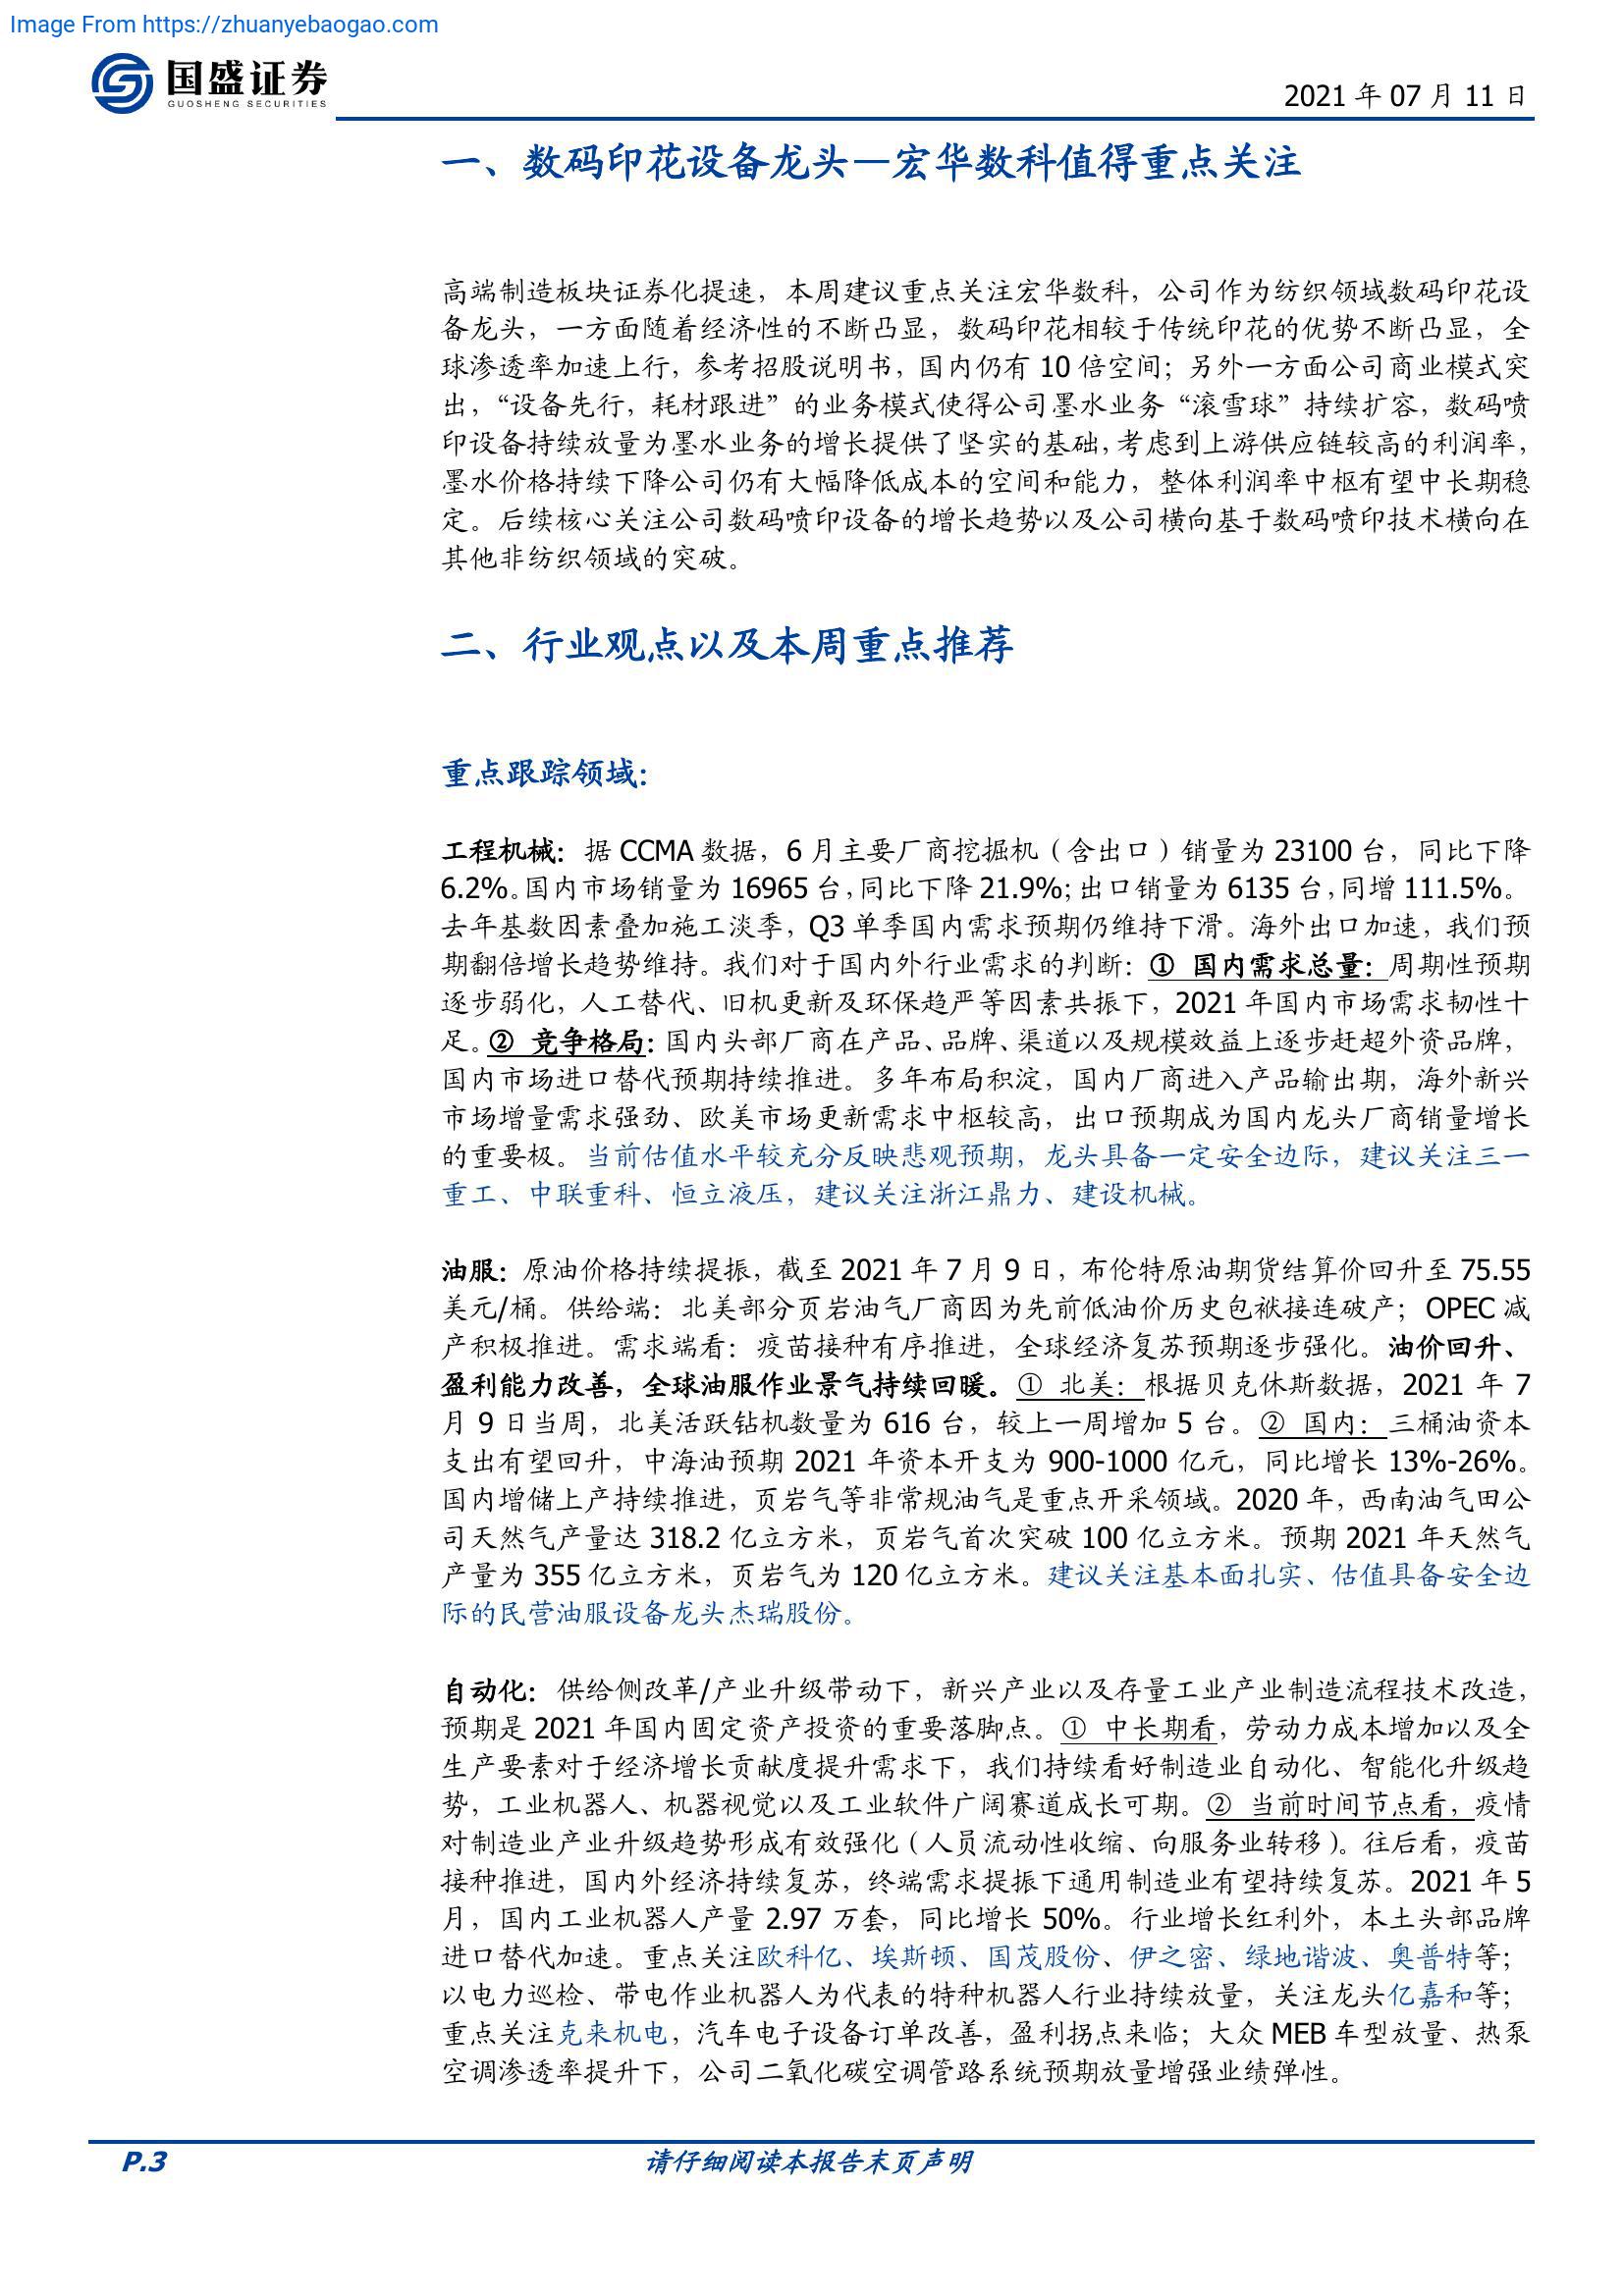 Image From https://zhuanyebaogao.com
国盛证券
GUOSHENG SECURITIES
2021 年 07 月 11 日
一、数码印花设备龙头—宏华数科值得重点关注
高端制造板块证券化提速，本周建议重点关注宏华数科，公司作为纺织领域数码印花设
备龙头，一方面随着经济性的不断凸显，数码印花相较于传统印花的优势不断凸显，全
球渗透率加速上行，参考招股说明书，国内仍有 10 倍空间；另外一方面公司商业模式突
出，“设备先行，耗材跟进”的业务模式使得公司墨水业务“滚雪球”持续扩容，数码喷
印设备持续放量为墨水业务的增长提供了坚实的基础，考虑到上游供应链较高的利润率，
墨水价格持续下降公司仍有大幅降低成本的空间和能力，整体利润率中枢有望中长期稳
定。后续核心关注公司数码喷印设备的增长趋势以及公司横向基于数码喷印技术横向在
其他非纺织领域的突破。
二、行业观点以及本周重点推荐
重点跟踪领域：
工程机械：据 CCMA 数据，6 月主要厂商挖掘机（含出口）销量为 23100 台，同比下降
6.2%。国内市场销量为 16965 台，同比下降 21.9%；出口销量为 6135 台，同增 111.5%。
去年基数因素叠加施工淡季，Q3 单季国内需求预期仍维持下滑。海外出口加速，我们预
期翻倍增长趋势维持。我们对于国内外行业需求的判断：① 国内需求总量：周期性预期
逐步弱化，人工替代、旧机更新及环保趋严等因素共振下，2021 年国内市场需求韧性十
足。② 竞争格局：国内头部厂商在产品、品牌、渠道以及规模效益上逐步赶超外资品牌，
国内市场进口替代预期持续推进。多年布局积淀，国内厂商进入产品输出期，海外新兴
市场增量需求强劲、欧美市场更新需求中枢较高，出口预期成为国内龙头厂商销量增长
的重要极。当前估值水平较充分反映悲观预期，龙头具备一定安全边际，建议关注三一
重工、中联重科、恒立液压，建议关注浙江鼎力、建设机械。
油服：原油价格持续提振，截至 2021 年 7 月 9 日，布伦特原油期货结算价回升至 75.55
美元/桶。供给端：北美部分页岩油气厂商因为先前低油价历史包袱接连破产；OPEC 减
产积极推进。需求端看：疫苗接种有序推进，全球经济复苏预期逐步强化。油价回升、
盈利能力改善，全球油服作业景气持续回暖。① 北美：根据贝克休斯数据，2021 年 7
月 9 日当周，北美活跃钻机数量为 616 台，较上一周增加 5 台。② 国内：三桶油资本
支出有望回升，中海油预期 2021 年资本开支为 900-1000 亿元，同比增长 13%-26%。
国内增储上产持续推进，页岩气等非常规油气是重点开采领域。2020 年，西南油气田公
司天然气产量达 318.2 亿立方米，页岩气首次突破 100 亿立方米。预期 2021 年天然气
产量为 355 亿立方米，页岩气为 120 亿立方米。建议关注基本面扎实、估值具备安全边
际的民营油服设备龙头杰瑞股份。
自动化：供给侧改革/产业升级带动下，新兴产业以及存量工业产业制造流程技术改造，
预期是 2021 年国内固定资产投资的重要落脚点。① 中长期看，劳动力成本增加以及全
生产要素对于经济增长贡献度提升需求下，我们持续看好制造业自动化、智能化升级趋
势，工业机器人、机器视觉以及工业软件广阔赛道成长可期。② 当前时间节点看，疫情
对制造业产业升级趋势形成有效强化（人员流动性收缩、向服务业转移）。往后看，疫苗
接种推进，国内外经济持续复苏，终端需求提振下通用制造业有望持续复苏。2021 年 5
月，国内工业机器人产量 2.97 万套，同比增长 50%。行业增长红利外，本土头部品牌
进口替代加速。重点关注欧科亿、埃斯顿、国茂股份、伊之密、绿地谐波、奥普特等；
以电力巡检、带电作业机器人为代表的特种机器人行业持续放量，关注龙头亿嘉和等；
重点关注克来机电，汽车电子设备订单改善，盈利拐点来临；大众 MEB 车型放量、热泵
空调渗透率提升下，公司二氧化碳空调管路系统预期放量增强业绩弹性。
P.3
请仔细阅读本报告末页声明